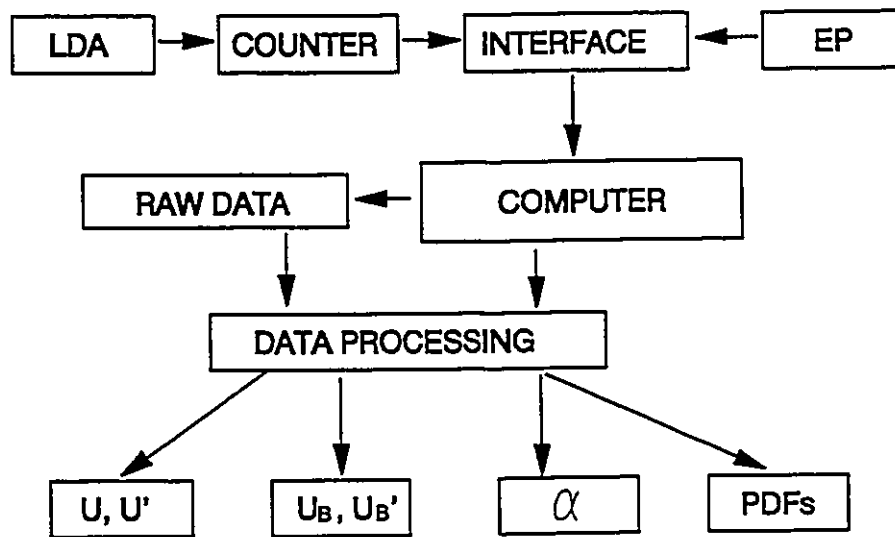 LDA
COUNTER
INTERFACE
EP
RAW DATA
COMPUTER
DATA PROCESSING
U, U'
UB, UB'
α
PDFs